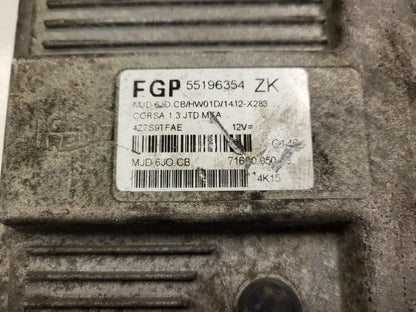 FGP 55196354 ZK
MJD 6JO.CB/HW01D/1412-X283
CORSA 1.3 JTD MTA
12V=
MJD 6JO.CB 71600.050
*4K15